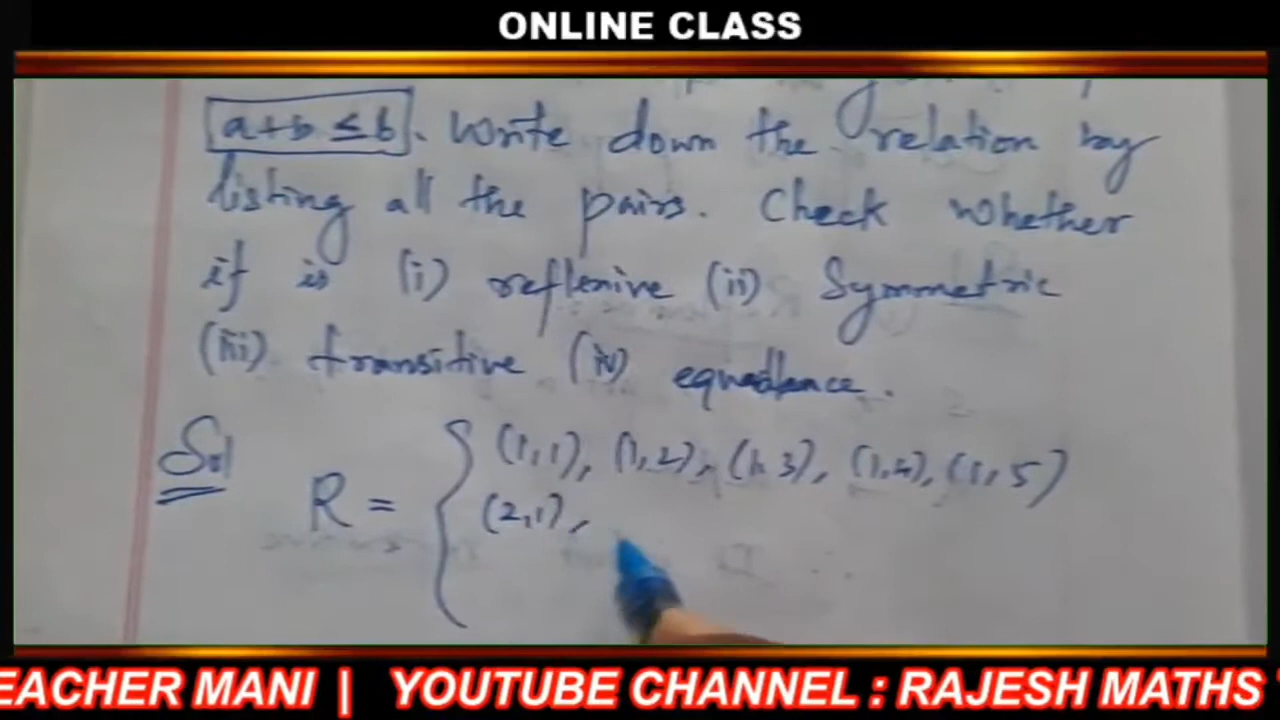 ONLINE CLASS
a+b ≤ 6. Write down the relation by
listing all the pairs. Check whether
if is (i) reflexive (ii) Symmetric
(iii) transitive (iv)
Sol
R = { (1,1), (1,2), (1,3), (1,4), (1,5)
(2,1),
EACHER MANI | YOUTUBE CHANNEL : RAJESH MATHS